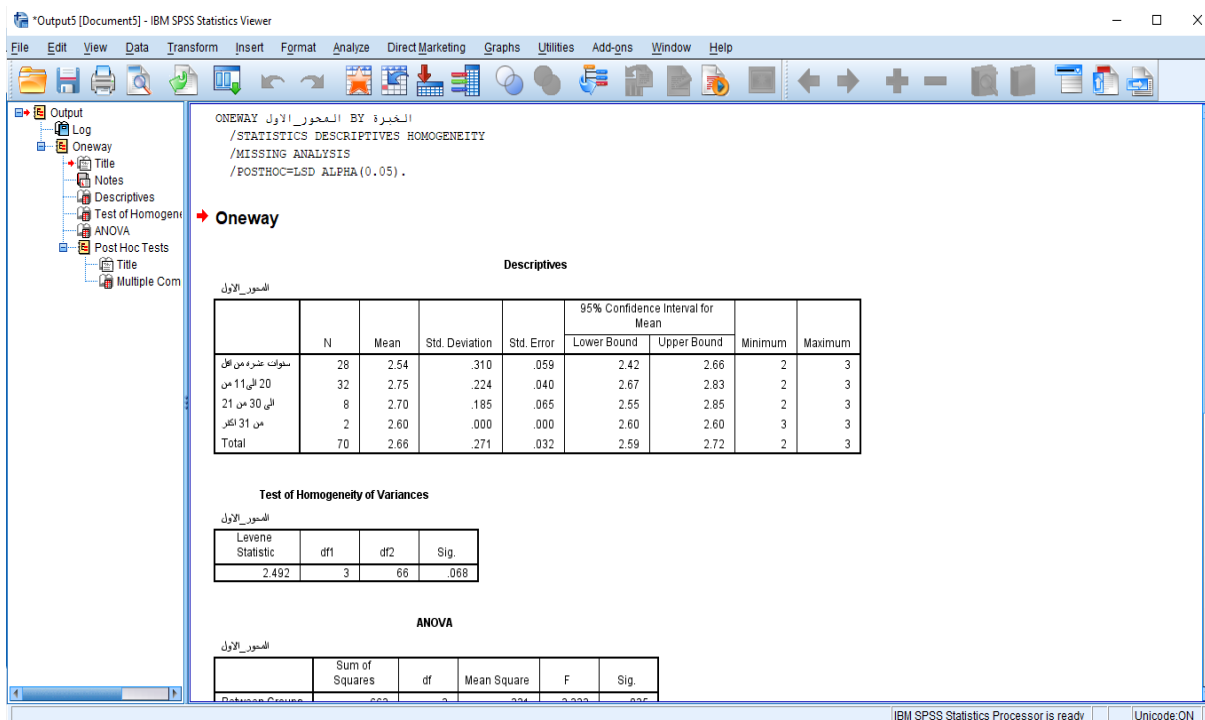 *Output5 [Document5] - IBM SPSS Statistics Viewer
File Edit View Data Transform Insert Format Analyze Direct Marketing Graphs Utilities Add-ons Window Help
Output
Log
Oneway
Title
Notes
Descriptives
Test of Homogene
ANOVA
Post Hoc Tests
Title
Multiple Com
ONEWAY المحور_الاول BY الخبرة
/STATISTICS DESCRIPTIVES HOMOGENEITY
/MISSING ANALYSIS
/POSTHOC=LSD ALPHA(0.05).
Oneway
Descriptives
المحور_الاول
95% Confidence Interval for Mean
N Mean Std. Deviation Std. Error Lower Bound Upper Bound Minimum Maximum
سنوات عشرة من اقل 28 2.54 .310 .059 2.42 2.66 2 3
20 الى 11 من 32 2.75 .224 .040 2.67 2.83 2 3
الى 30 من 21 8 2.70 .185 .065 2.55 2.85 2 3
من 31 اكثر 2 2.60 .000 .000 2.60 2.60 3 3
Total 70 2.66 .271 .032 2.59 2.72 2 3
Test of Homogeneity of Variances
المحور_الاول
Levene Statistic df1 df2 Sig.
2.492 3 66 .068
ANOVA
المحور_الاول
Sum of Squares df Mean Square F Sig.
IBM SPSS Statistics Processor is ready Unicode:ON